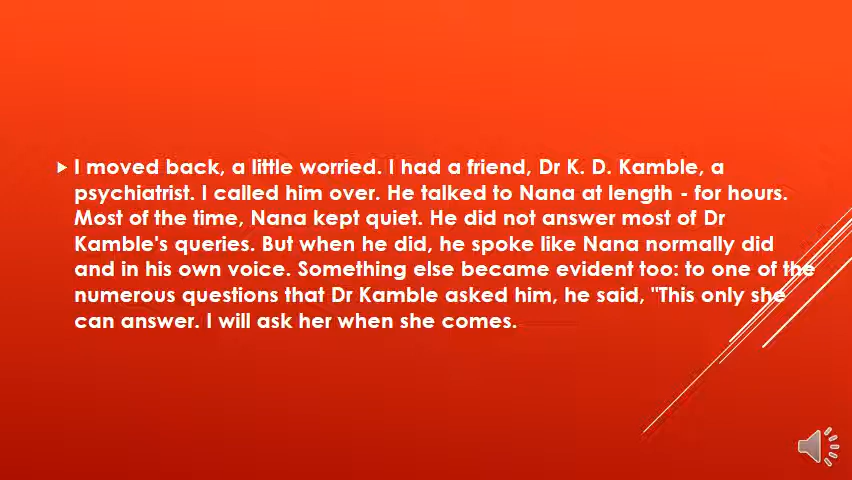 I moved back, a little worried. I had a friend, Dr K. D. Kamble, a
psychiatrist. I called him over. He talked to Nana at length - for hours.
Most of the time, Nana kept quiet. He did not answer most of Dr
Kamble's queries. But when he did, he spoke like Nana normally did
and in his own voice. Something else became evident too: to one of the
numerous questions that Dr Kamble asked him, he said, "This only she
can answer. I will ask her when she comes.